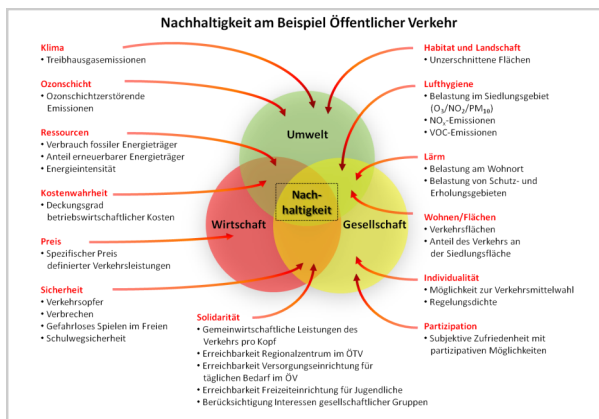 Nachhaltigkeit am Beispiel Öffentlicher Verkehr
Klima
• Treibhausgasemissionen
Ozonschicht
• Ozonschichtzerstörende
Emissionen
Ressourcen
• Verbrauch fossiler Energieträger
• Anteil erneuerbarer Energieträger
• Energieintensität
Kostenwahrheit
• Deckungsgrad
betriebswirtschaftlicher Kosten
Preis
• Spezifischer Preis
definierter Verkehrsleistungen
Sicherheit
• Verkehrsopfer
• Verbrechen
• Gefahrloses Spielen im Freien
• Schulwegsicherheit
Umwelt
Nach-
haltigkeit
Wirtschaft
Gesellschaft
Solidarität
• Gemeinwirtschaftliche Leistungen des
Verkehrs pro Kopf
• Erreichbarkeit Regionalzentrum im ÖTV
• Erreichbarkeit Versorgungseinrichtung für
täglichen Bedarf im ÖV
• Erreichbarkeit Freizeiteinrichtung für Jugendliche
• Berücksichtigung Interessen gesellschaftlicher Gruppen
Habitat und Landschaft
• Unzerschnittene Flächen
Lufthygiene
• Belastung im Siedlungsgebiet
(O₃/NO₂/PM₁₀)
• NOₓ-Emissionen
• VOC-Emissionen
Lärm
• Belastung am Wohnort
• Belastung von Schutz- und
Erholungsgebieten
Wohnen/Flächen
• Verkehrsflächen
• Anteil des Verkehrs an
der Siedlungsfläche
Individualität
• Möglichkeit zur Verkehrsmittelwahl
• Regelungsdichte
Partizipation
• Subjektive Zufriedenheit mit
partizipativen Möglichkeiten